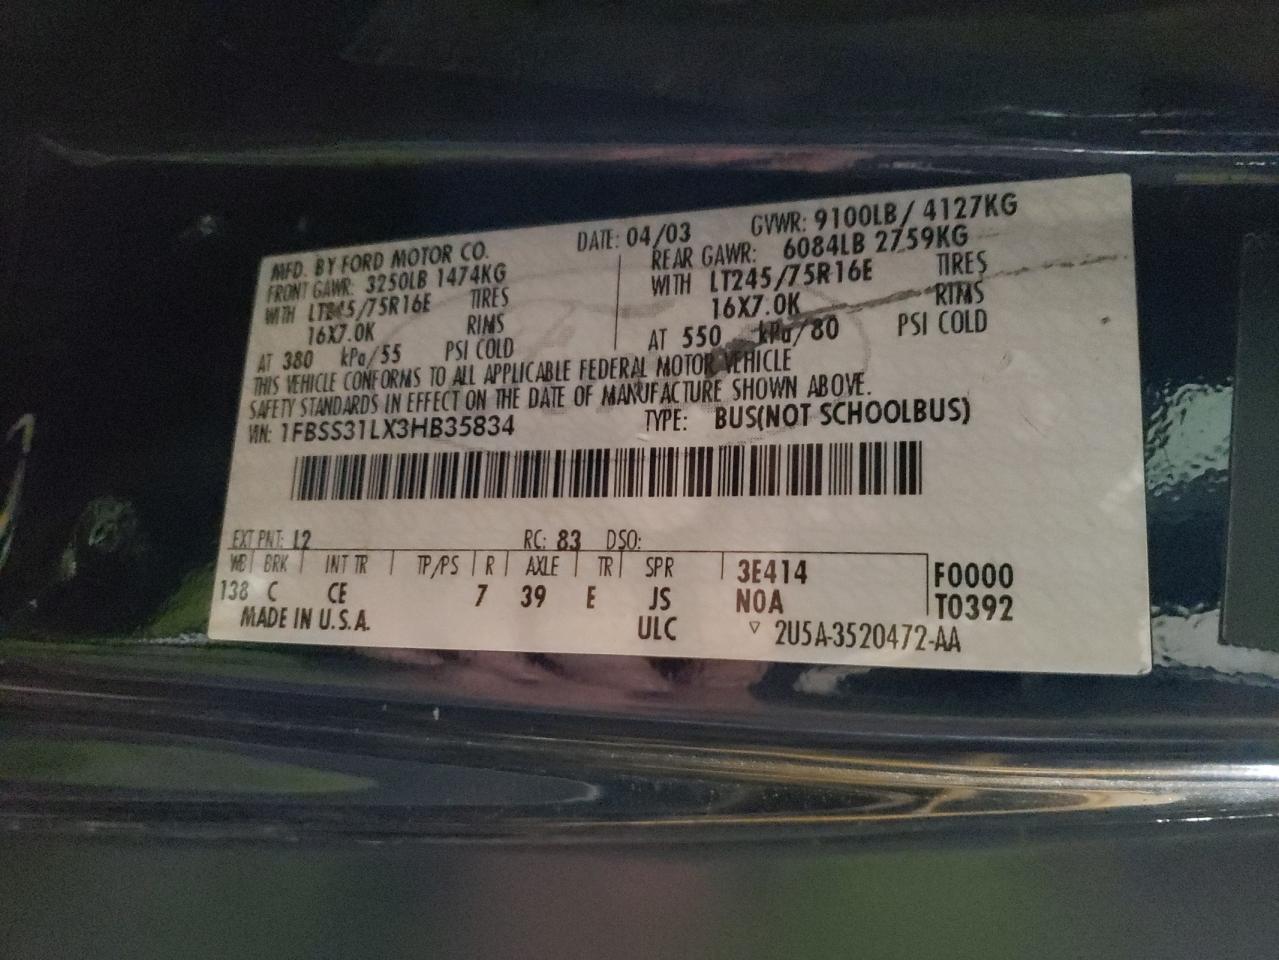 MFD. BY FORD MOTOR CO. DATE: 04/03 GVWR: 9100LB/ 4127KG
FRONT GAWR: 3250LB 1474KG REAR GAWR: 6084LB 2759KG
WITH LT245/75R16E TIRES WITH LT245/75R16E TIRES
16X7.0K RIMS 16X7.0K RIMS
AT 380 kPa/55 PSI COLD AT 550 kPa/80 PSI COLD
THIS VEHICLE CONFORMS TO ALL APPLICABLE FEDERAL MOTOR VEHICLE
SAFETY STANDARDS IN EFFECT ON THE DATE OF MANUFACTURE SHOWN ABOVE.
VIN: 1FBSS31LX3HB35834 TYPE: BUS(NOT SCHOOLBUS)
EXT PNT: L2 RC: 83 DSO:
WB BRK INT TR TP/PS R AXLE TR SPR 3E414 F0000
138 C CE 7 39 E JS NOA T0392
MADE IN U.S.A. ULC ▽ 2U5A-3520472-AA